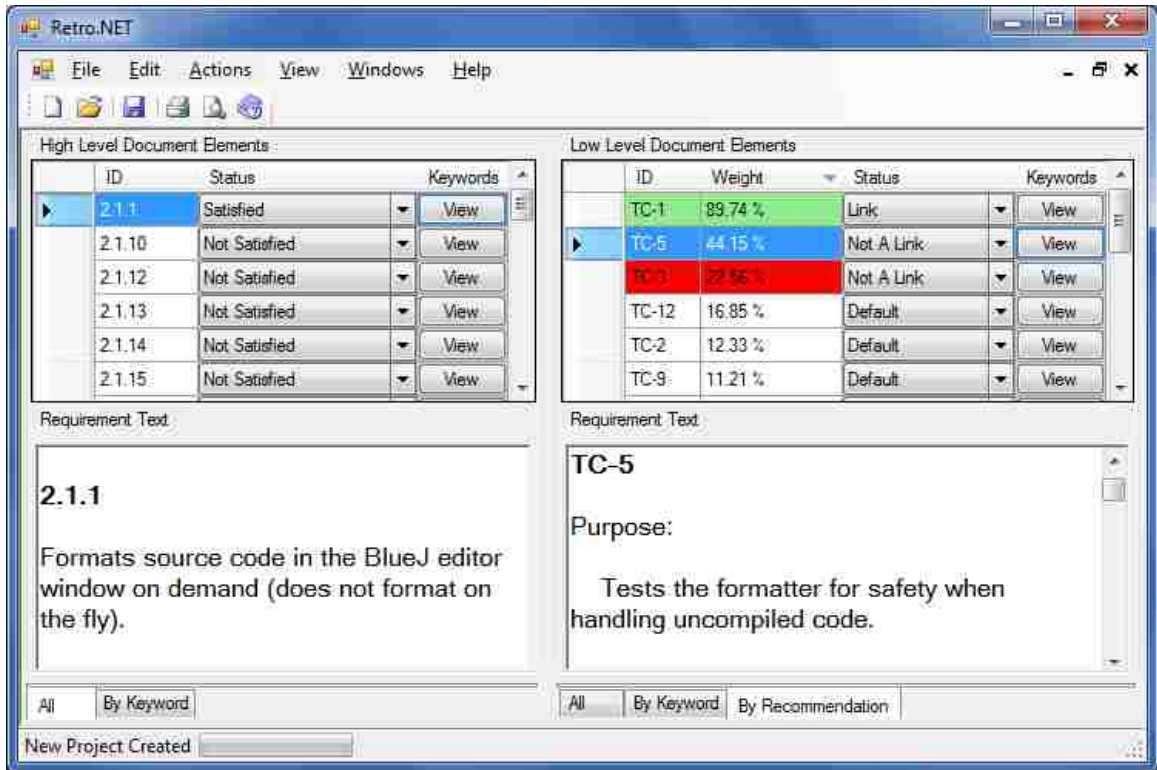 Retro.NET
File Edit Actions View Windows Help
High Level Document Elements
ID Status Keywords
2.1.1 Satisfied View
2.1.10 Not Satisfied View
2.1.12 Not Satisfied View
2.1.13 Not Satisfied View
2.1.14 Not Satisfied View
2.1.15 Not Satisfied View
Requirement Text
2.1.1
Formats source code in the BlueJ editor
window on demand (does not format on
the fly).
All By Keyword
Low Level Document Elements
ID Weight Status Keywords
TC-1 89.74 % Link View
TC-5 44.15 % Not A Link View
TC-3 22.56 % Not A Link View
TC-12 16.85 % Default View
TC-2 12.33 % Default View
TC-9 11.21 % Default View
Requirement Text
TC-5
Purpose:
Tests the formatter for safety when
handling uncompiled code.
All By Keyword By Recommendation
New Project Created